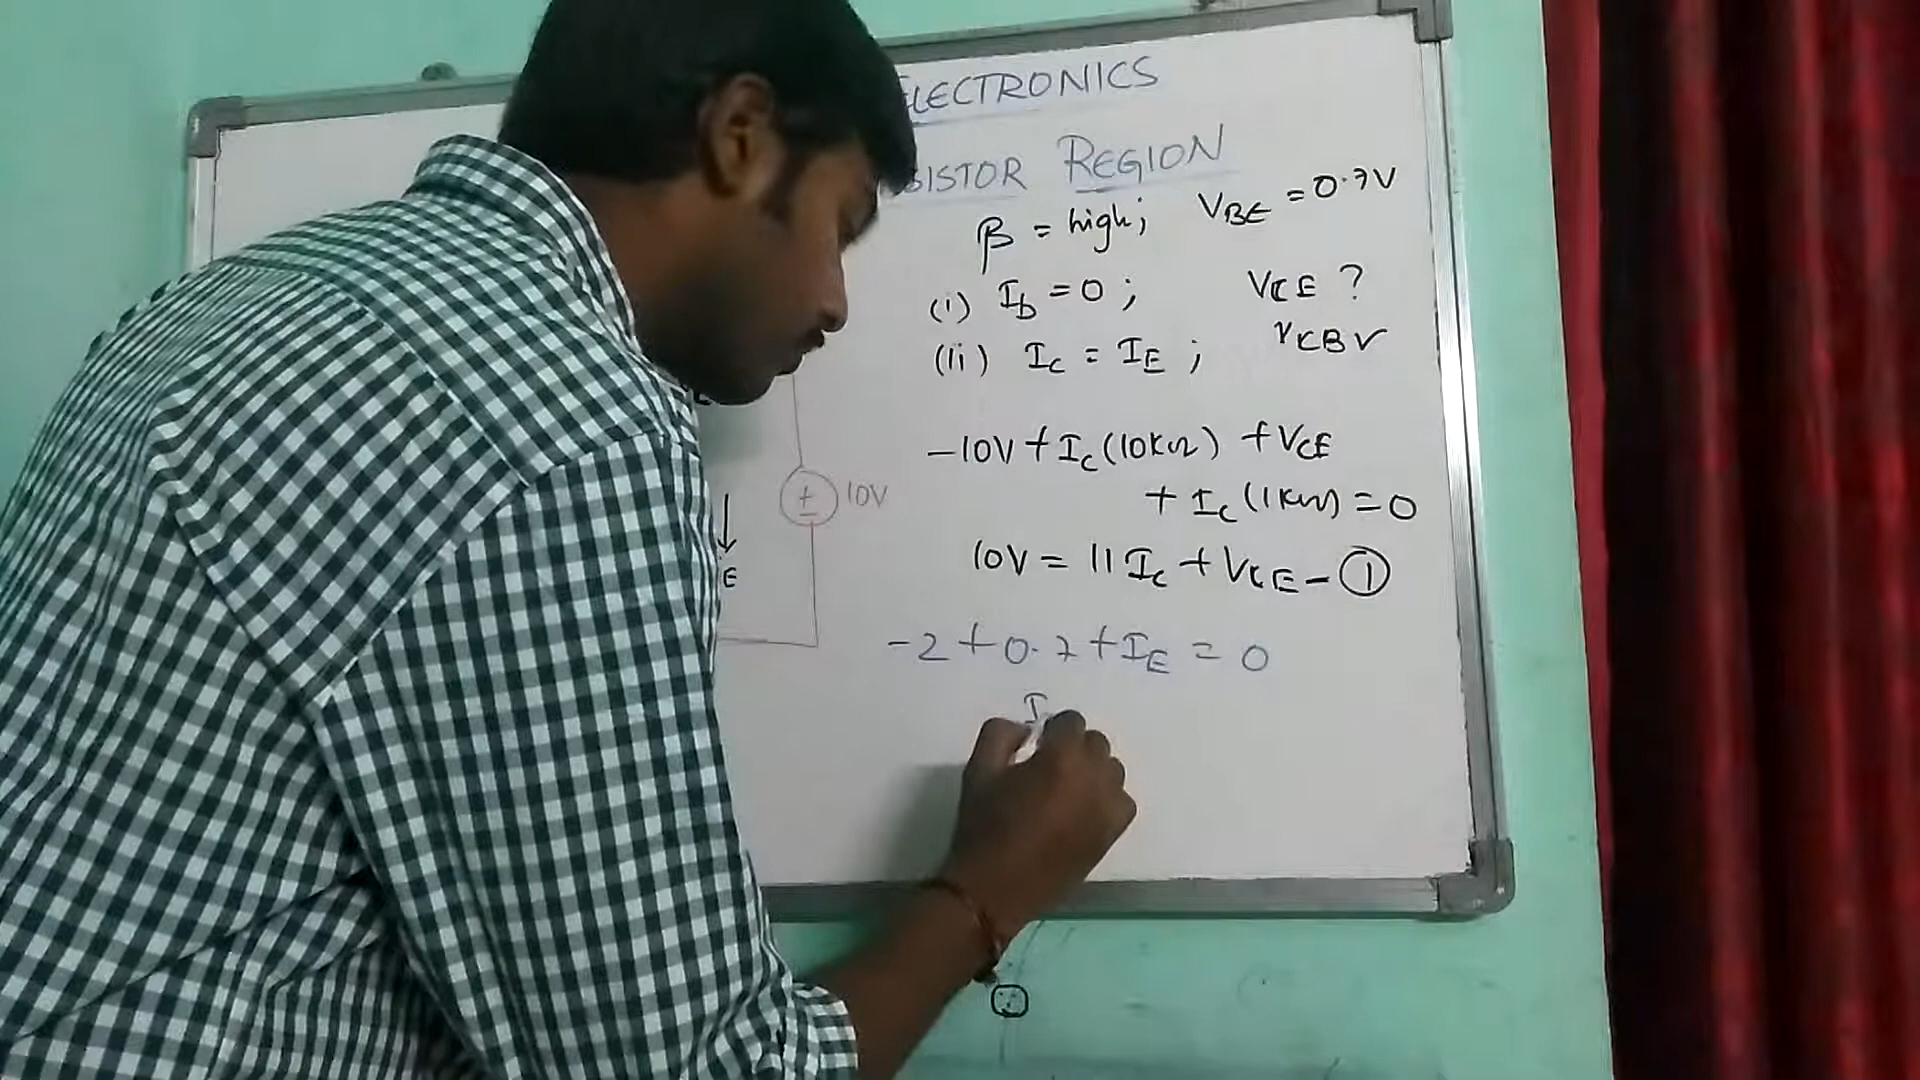 ELECTRONICS
SISTOR REGION
β = high; VBE = 0.7V
(i) Ib = 0 ; VCE ?
(ii) IC = IE ; VCB V
-10V + IC (10KΩ) + VCE
+ IC (1KΩ) = 0
10V = 11 IC + VCE - ①
-2 + 0.7 + IE = 0
I
± 10V
E